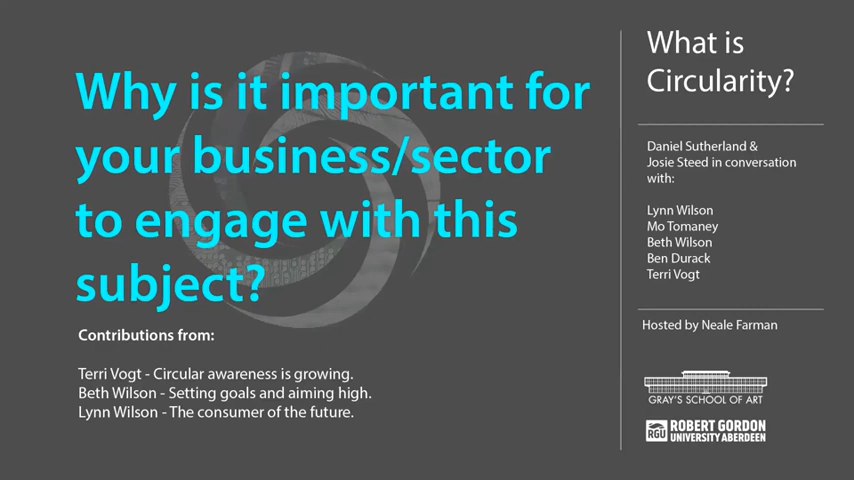 Why is it important for
your business/sector
to engage with this
subject?
Contributions from:
Terri Vogt - Circular awareness is growing.
Beth Wilson - Setting goals and aiming high.
Lynn Wilson - The consumer of the future.
What is
Circularity?
Daniel Sutherland &
Josie Steed in conversation
with:
Lynn Wilson
Mo Tomaney
Beth Wilson
Ben Durack
Terri Vogt
Hosted by Neale Farman
GRAY'S SCHOOL OF ART
RGU ROBERT GORDON
UNIVERSITY ABERDEEN